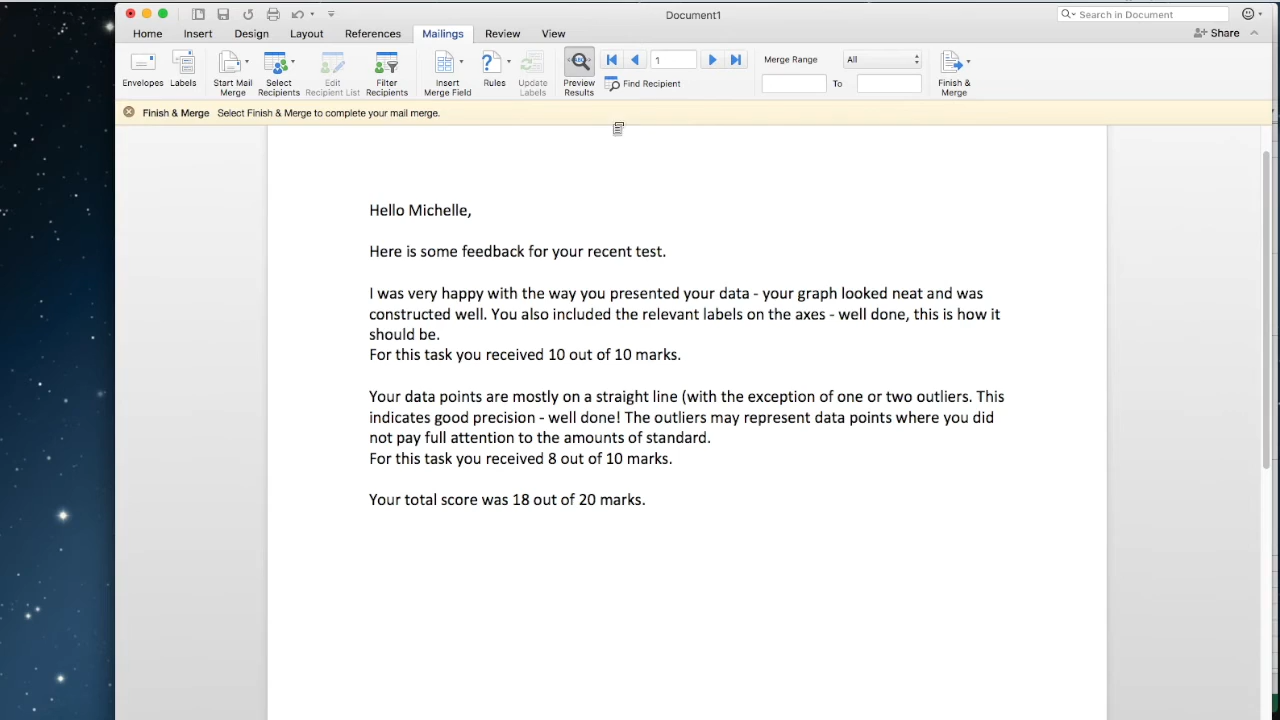 Document1
Search in Document
Home Insert Design Layout References Mailings Review View
Share
Envelopes
Labels
Start Mail Merge
Select Recipients
Edit Recipient List
Filter Recipients
Insert Merge Field
Rules
Update Labels
Preview Results
1
Find Recipient
Merge Range
All
To
Finish & Merge
Finish & Merge Select Finish & Merge to complete your mail merge.
Hello Michelle,
Here is some feedback for your recent test.
I was very happy with the way you presented your data - your graph looked neat and was
constructed well. You also included the relevant labels on the axes - well done, this is how it
should be.
For this task you received 10 out of 10 marks.
Your data points are mostly on a straight line (with the exception of one or two outliers. This
indicates good precision - well done! The outliers may represent data points where you did
not pay full attention to the amounts of standard.
For this task you received 8 out of 10 marks.
Your total score was 18 out of 20 marks.